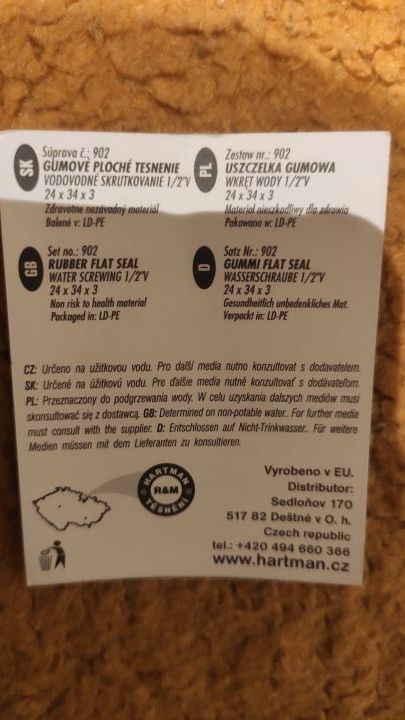 SK
Súprava č.: 902
GUMOVÉ PLOCHÉ TESNENIE
VODOVODNÉ SKRUTKOVANIE 1/2"V
24 x 34 x 3
Zdravotne nezávadný materiál
Balené v: LD-PE
PL
Zestaw nr.: 902
USZCZELKA GUMOWA
WKRĘT WODY 1/2"V
24 x 34 x 3
Material nieszkodliwy dla zdrowia
Pakowano w: LD-PE
GB
Set no.: 902
RUBBER FLAT SEAL
WATER SCREWING 1/2"V
24 x 34 x 3
Non risk to health material
Packaged in: LD-PE
D
Satz Nr.: 902
GUMMI FLAT SEAL
WASSERSCHRAUBE 1/2"V
24 x 34 x 3
Gesundheitlich unbedenkliches Mat.
Verpackt in: LD-PE
CZ: Určeno na užitkovou vodu. Pro další media nutno konzultovat s dodavatelem.
SK: Určené na úžitkovú vodu. Pre ďalšie media nutné konzultovať s dodávateľom.
PL: Przeznaczony do podgrzewania wody. W celu uzyskania dalszych mediów musi
skonsultować się z dostawcą. GB: Determined on non-potable water.. For further media
must consult with the supplier. D: Entschlossen auf Nicht-Trinkwasser.. Für weitere
Medien müssen mit dem Lieferanten zu konsultieren.
HARTMAN
R&M
TĚSNĚNÍ
Vyrobeno v EU.
Distributor:
Sedloňov 170
517 82 Deštné v O. h.
Czech republic
tel.: +420 494 660 366
www.hartman.cz